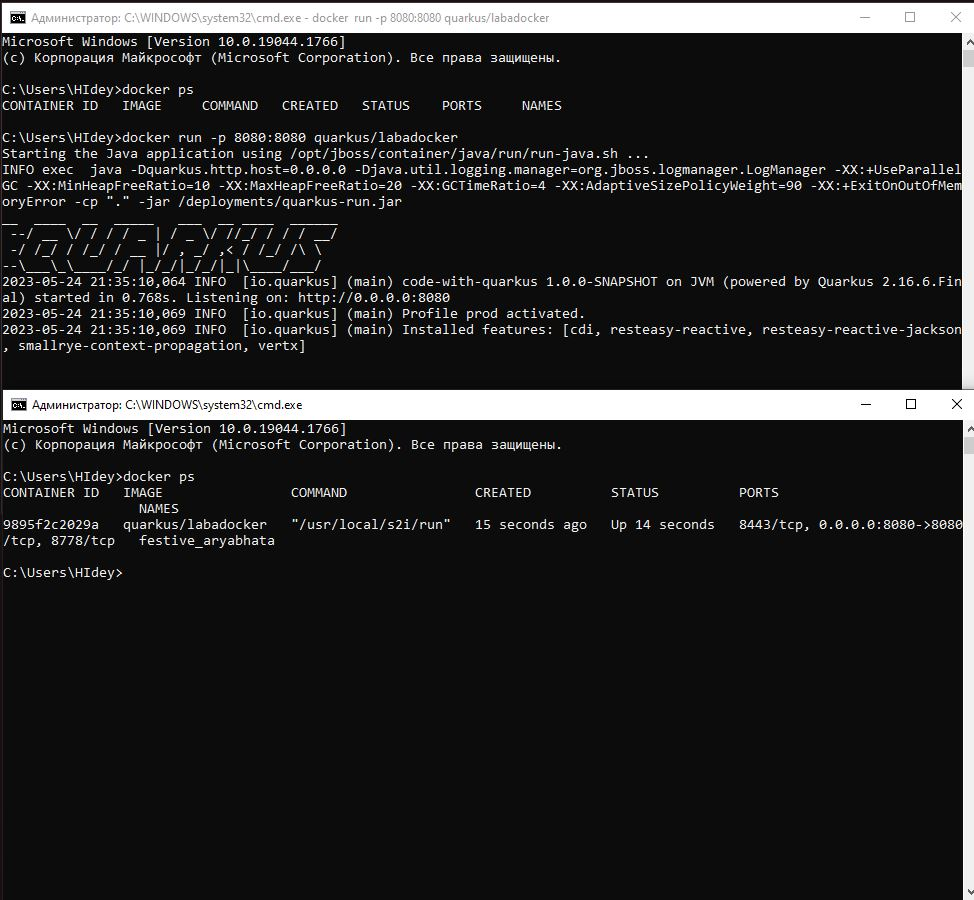 Администратор: C:\WINDOWS\system32\cmd.exe - docker run -p 8080:8080 quarkus/labadocker
Microsoft Windows [Version 10.0.19044.1766]
(c) Корпорация Майкрософт (Microsoft Corporation). Все права защищены.
C:\Users\HIdey>docker ps
CONTAINER ID   IMAGE     COMMAND   CREATED   STATUS    PORTS     NAMES
C:\Users\HIdey>docker run -p 8080:8080 quarkus/labadocker
Starting the Java application using /opt/jboss/container/java/run/run-java.sh ...
INFO exec  java -Dquarkus.http.host=0.0.0.0 -Djava.util.logging.manager=org.jboss.logmanager.LogManager -XX:+UseParallel
GC -XX:MinHeapFreeRatio=10 -XX:MaxHeapFreeRatio=20 -XX:GCTimeRatio=4 -XX:AdaptiveSizePolicyWeight=90 -XX:+ExitOnOutOfMem
oryError -cp "." -jar /deployments/quarkus-run.jar
__  ____  __  _____   ___  __ ____  ______
 --/ __ \/ / / / _ | / _ \/ //_/ / / / __/
 -/ /_/ / /_/ / __ |/ , _/ ,< / /_/ /\ \
--\___\_\____/_/ |_/_/|_/_/|_|\____/___/
2023-05-24 21:35:10,064 INFO  [io.quarkus] (main) code-with-quarkus 1.0.0-SNAPSHOT on JVM (powered by Quarkus 2.16.6.Fin
al) started in 0.768s. Listening on: http://0.0.0.0:8080
2023-05-24 21:35:10,069 INFO  [io.quarkus] (main) Profile prod activated.
2023-05-24 21:35:10,069 INFO  [io.quarkus] (main) Installed features: [cdi, resteasy-reactive, resteasy-reactive-jackson
, smallrye-context-propagation, vertx]
Администратор: C:\WINDOWS\system32\cmd.exe
Microsoft Windows [Version 10.0.19044.1766]
(c) Корпорация Майкрософт (Microsoft Corporation). Все права защищены.
C:\Users\HIdey>docker ps
CONTAINER ID   IMAGE                COMMAND                CREATED          STATUS          PORTS
                 NAMES
9895f2c2029a   quarkus/labadocker   "/usr/local/s2i/run"   15 seconds ago   Up 14 seconds   8443/tcp, 0.0.0.0:8080->8080
/tcp, 8778/tcp   festive_aryabhata
C:\Users\HIdey>